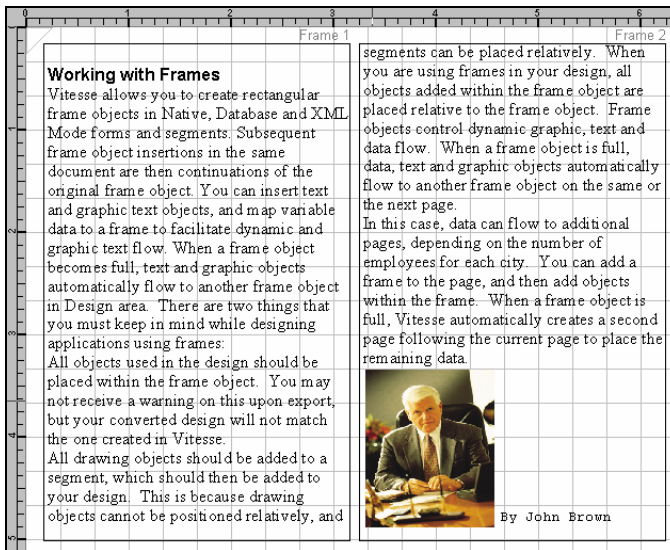 0 1 2 3 4 5 6
Frame 1
Working with Frames
Vitesse allows you to create rectangular
frame objects in Native, Database and XML
Mode forms and segments. Subsequent
frame object insertions in the same
document are then continuations of the
original frame object. You can insert text
and graphic text objects, and map variable
data to a frame to facilitate dynamic and
graphic text flow. When a frame object
becomes full, text and graphic objects
automatically flow to another frame object
in Design area.  There are two things that
you must keep in mind while designing
applications using frames:
All objects used in the design should be
placed within the frame object.  You may
not receive a warning on this upon export,
but your converted design will not match
the one created in Vitesse.
All drawing objects should be added to a
segment, which should then be added to
your design.  This is because drawing
objects cannot be positioned relatively, and
Frame 2
segments can be placed relatively.  When
you are using frames in your design, all
objects added within the frame object are
placed relative to the frame object.  Frame
objects control dynamic graphic, text and
data flow.  When a frame object is full,
data, text and graphic objects automatically
flow to another frame object on the same or
the next page.
In this case, data can flow to additional
pages, depending on the number of
employees for each city.  You can add a
frame to the page, and then add objects
within the frame.  When a frame object is
full, Vitesse automatically creates a second
page following the current page to place the
remaining data.
By John Brown
1
2
3
4
5